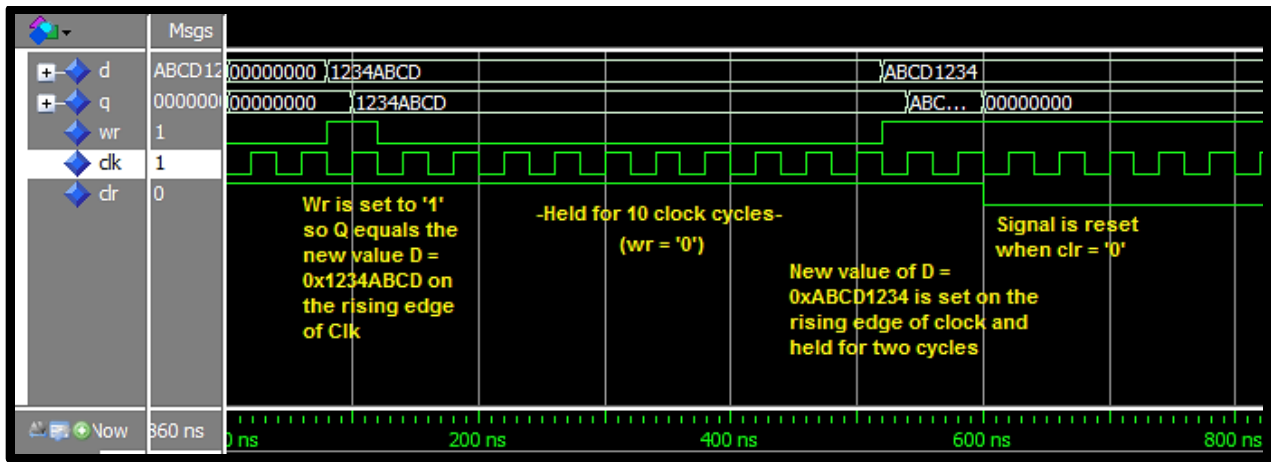 Msgs
d ABCD12 00000000 1234ABCD ABCD1234
q 0000000 00000000 1234ABCD ABC... 00000000
wr 1
clk 1
clr 0
Wr is set to '1'
so Q equals the
new value D =
0x1234ABCD on
the rising edge
of Clk
-Held for 10 clock cycles-
(wr = '0')
New value of D =
0xABCD1234 is set on the
rising edge of clock and
held for two cycles
Signal is reset
when clr = '0'
Now 860 ns 0 ns 200 ns 400 ns 600 ns 800 ns